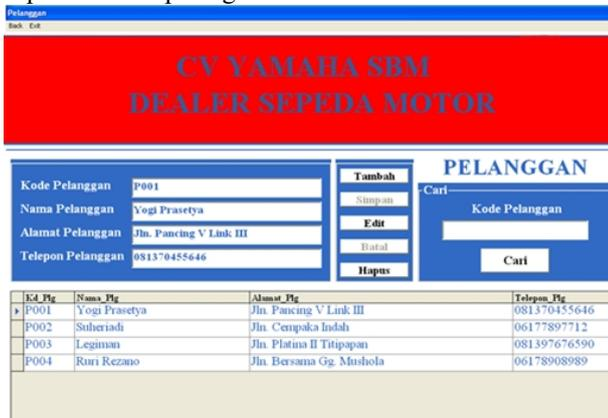 Pelanggan
Back Exit
CV YAMAHA SBM
DEALER SEPEDA MOTOR
Kode Pelanggan P001
Nama Pelanggan Yogi Prasetya
Alamat Pelanggan Jln. Pancing V Link III
Telepon Pelanggan 081370455646
Tambah
Simpan
Edit
Batal
Hapus
PELANGGAN
Cari
Kode Pelanggan
Cari
Kd_Plg Nama_Plg Alamat_Plg Telepon_Plg
P001 Yogi Prasetya Jln. Pancing V Link III 081370455646
P002 Suheriadi Jln. Cempaka Indah 06177897712
P003 Legiman Jln. Platina II Titipapan 081397676590
P004 Ruri Rezano Jln. Bersama Gg. Mushola 06178908989